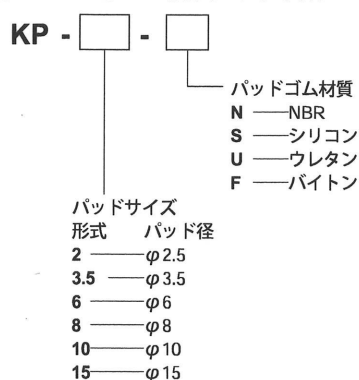 KP - □ - □
パッドゴム材質
N ── NBR
S ── シリコン
U ── ウレタン
F ── バイトン
パッドサイズ
形式 パッド径
2 ── φ2.5
3.5 ── φ3.5
6 ── φ6
8 ── φ8
10 ── φ10
15 ── φ15